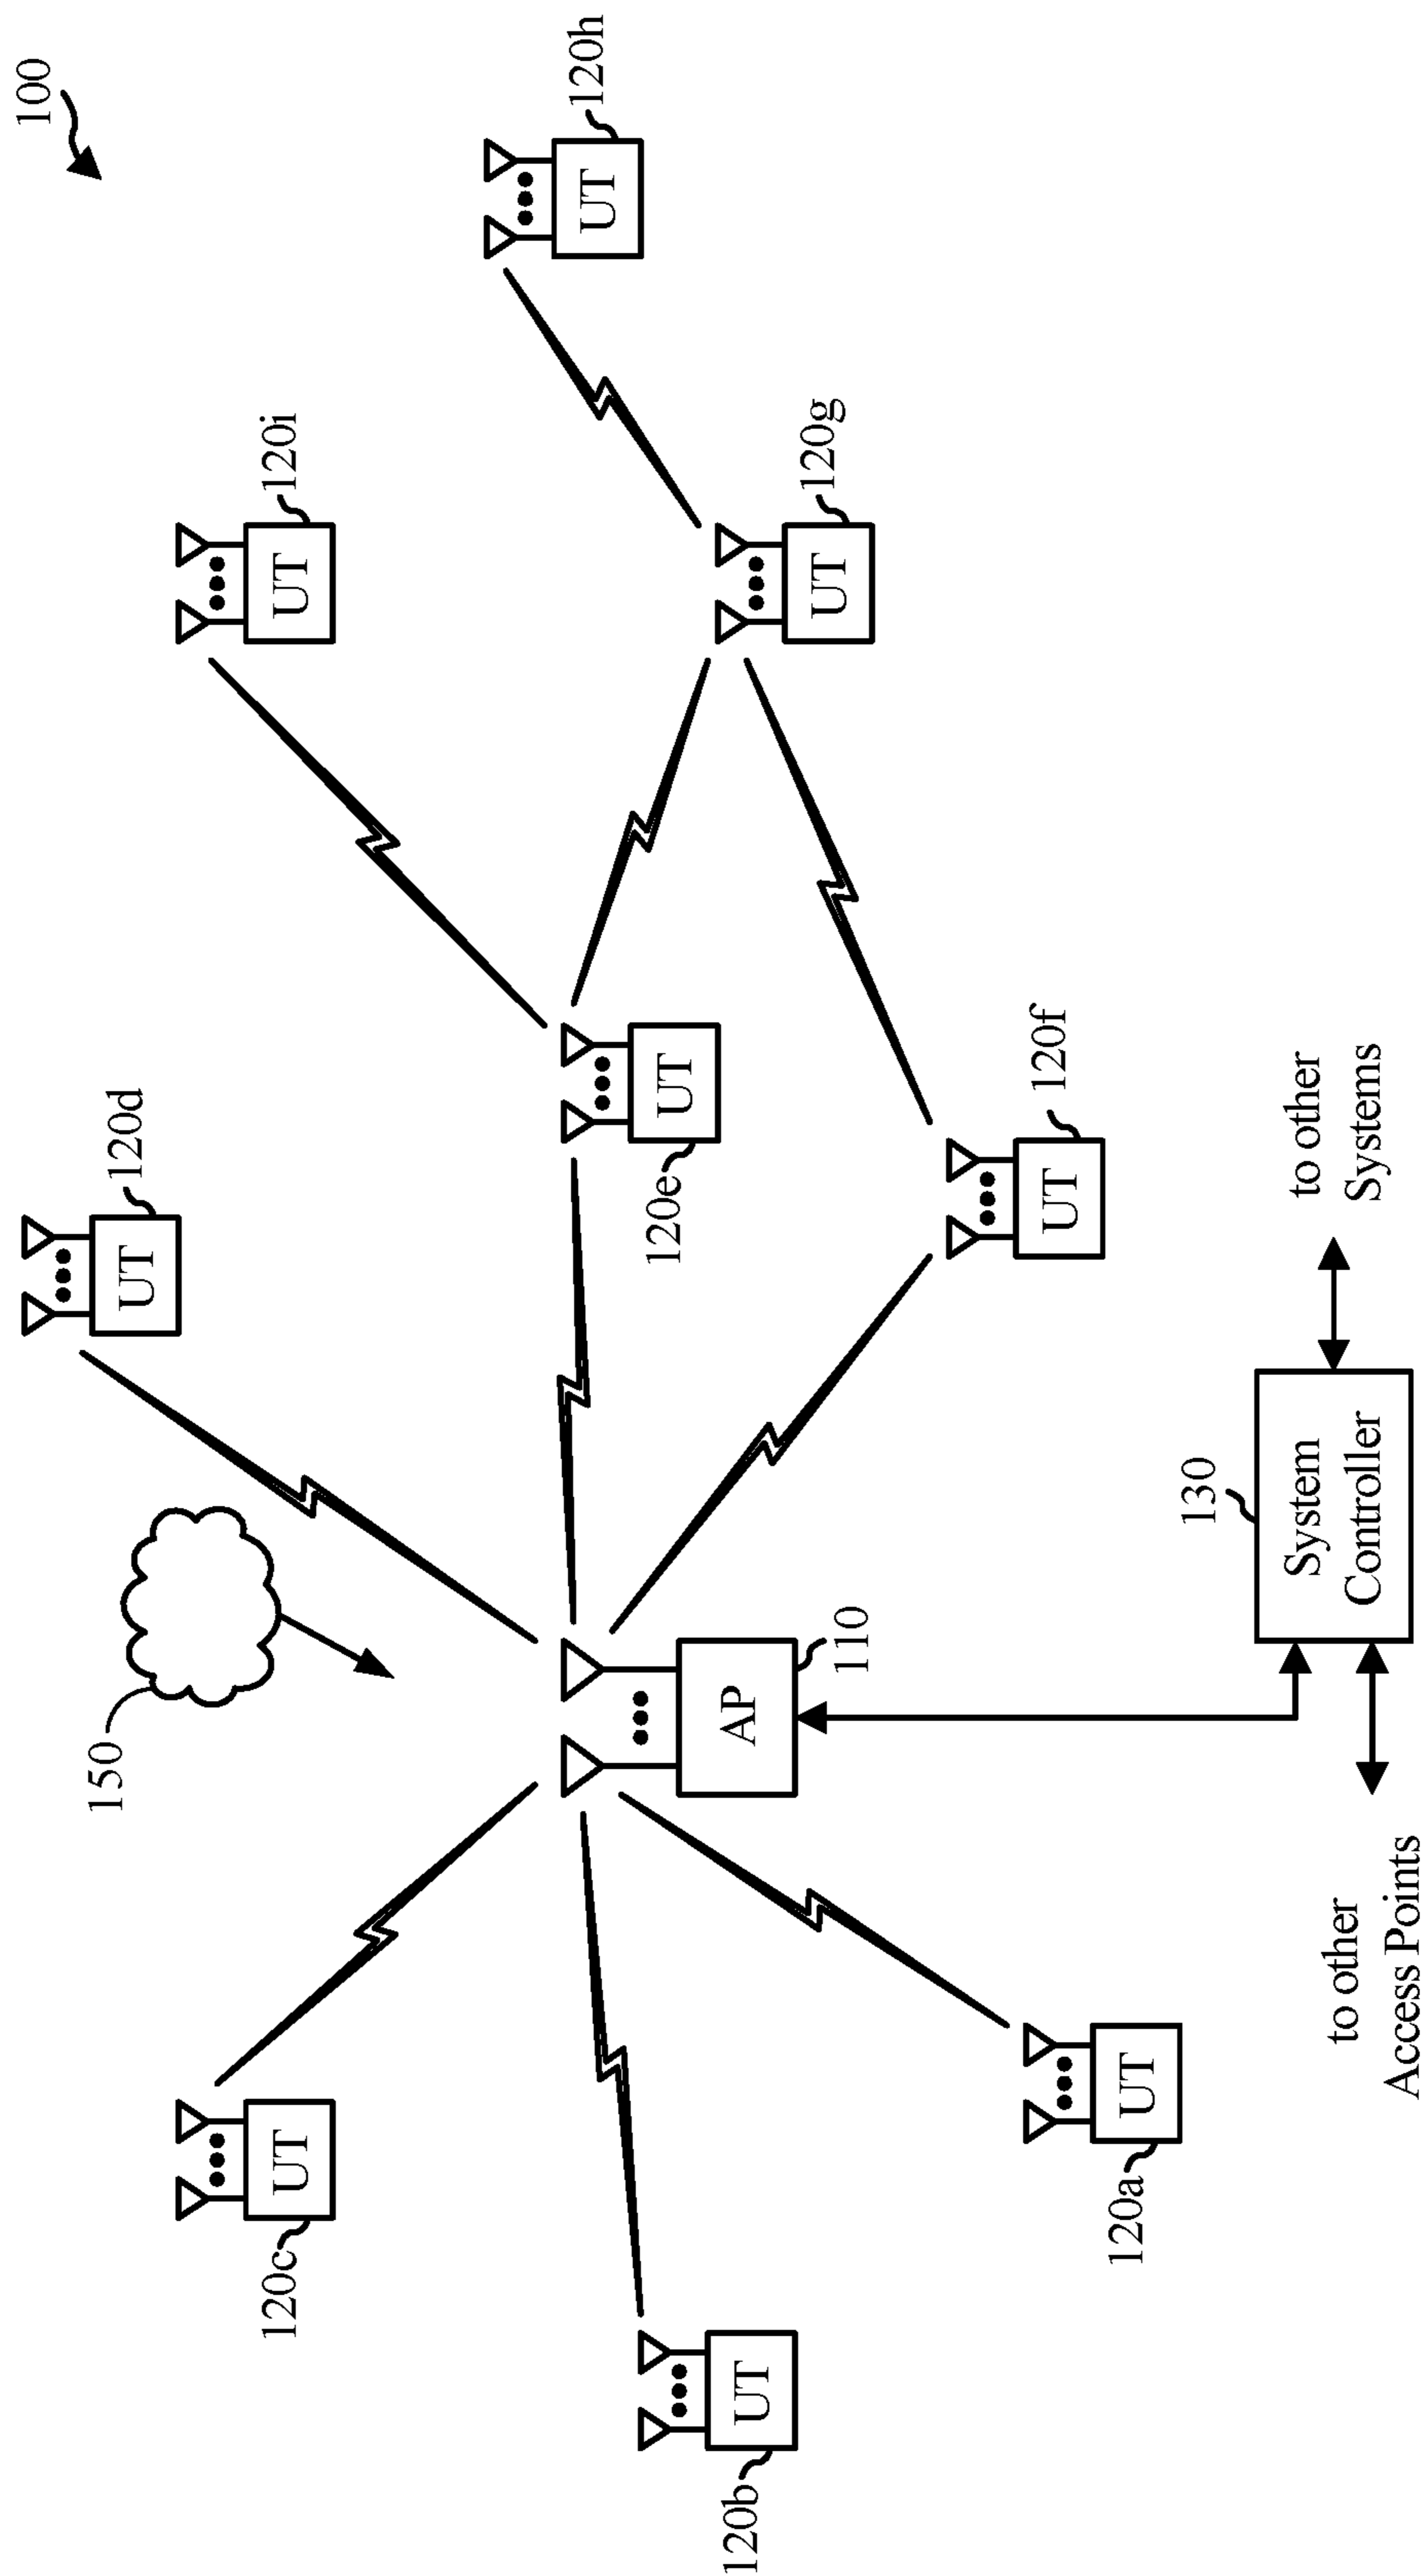 100
120d
UT
150
120i
UT
120c
UT
120h
UT
120e
UT
AP
110
120b
UT
120g
UT
120f
UT
120a
UT
130
System
Controller
to other
Systems
to other
Access Points